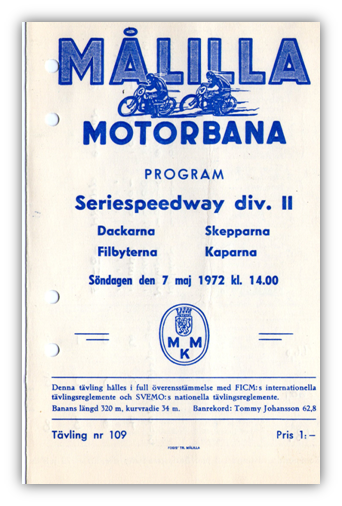 MÅLILLA
MOTORBANA
PROGRAM
Seriespeedway div. II
Dackarna Skepparna
Filbyterna Kaparna
Söndagen den 7 maj 1972 kl. 14.00
M M
K
Denna tävling hålles i full överensstämmelse med FICM:s internationella
tävlingsreglemente och SVEMO:s nationella tävlingsreglemente.
Banans längd 320 m, kurvradie 34 m. Banrekord: Tommy Johansson 62,8
Tävling nr 109 Pris 1:–